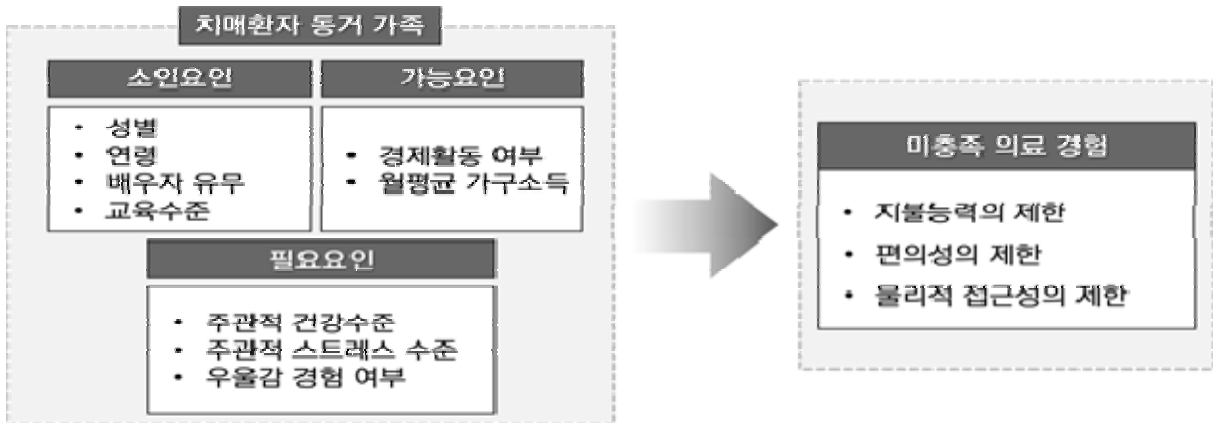 치매환자 동거 가족
소인요인
• 성별
• 연령
• 배우자 유무
• 교육수준
가능요인
• 경제활동 여부
• 월평균 가구소득
필요요인
• 주관적 건강수준
• 주관적 스트레스 수준
• 우울감 경험 여부
미충족 의료 경험
• 지불능력의 제한
• 편의성의 제한
• 물리적 접근성의 제한